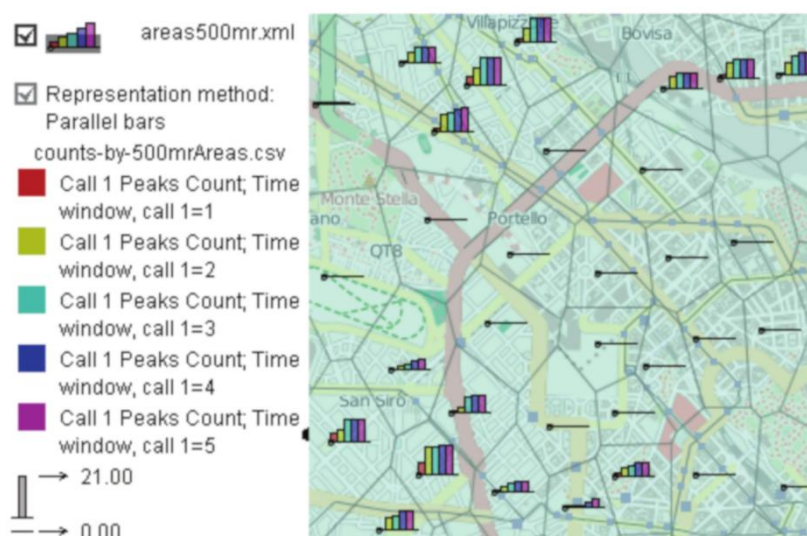 areas500mr.xml
Representation method:
Parallel bars
counts-by-500mrAreas.csv
Call 1 Peaks Count; Time
window, call 1=1
Call 1 Peaks Count; Time
window, call 1=2
Call 1 Peaks Count; Time
window, call 1=3
Call 1 Peaks Count; Time
window, call 1=4
Call 1 Peaks Count; Time
window, call 1=5
21.00
0.00
Bovisa
Monte Stella
ano
Portello
QT8
San Siro